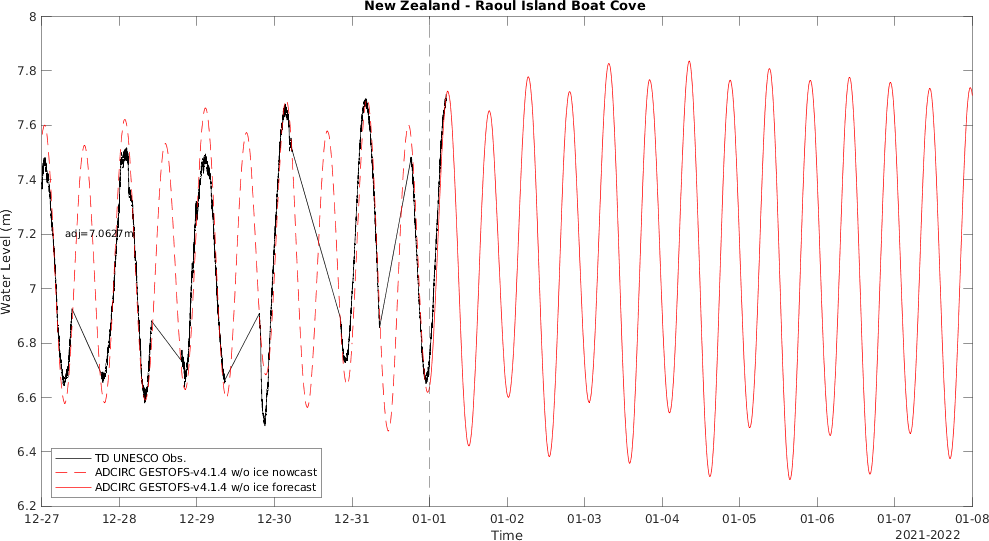 New Zealand - Raoul Island Boat Cove
Water Level (m)
8
7.8
7.6
7.4
7.2
7
6.8
6.6
6.4
6.2
adj=7.0627m
TD UNESCO Obs.
ADCIRC GESTOFS-v4.1.4 w/o ice nowcast
ADCIRC GESTOFS-v4.1.4 w/o ice forecast
12-27 12-28 12-29 12-30 12-31 01-01 01-02 01-03 01-04 01-05 01-06 01-07 01-08
Time
2021-2022